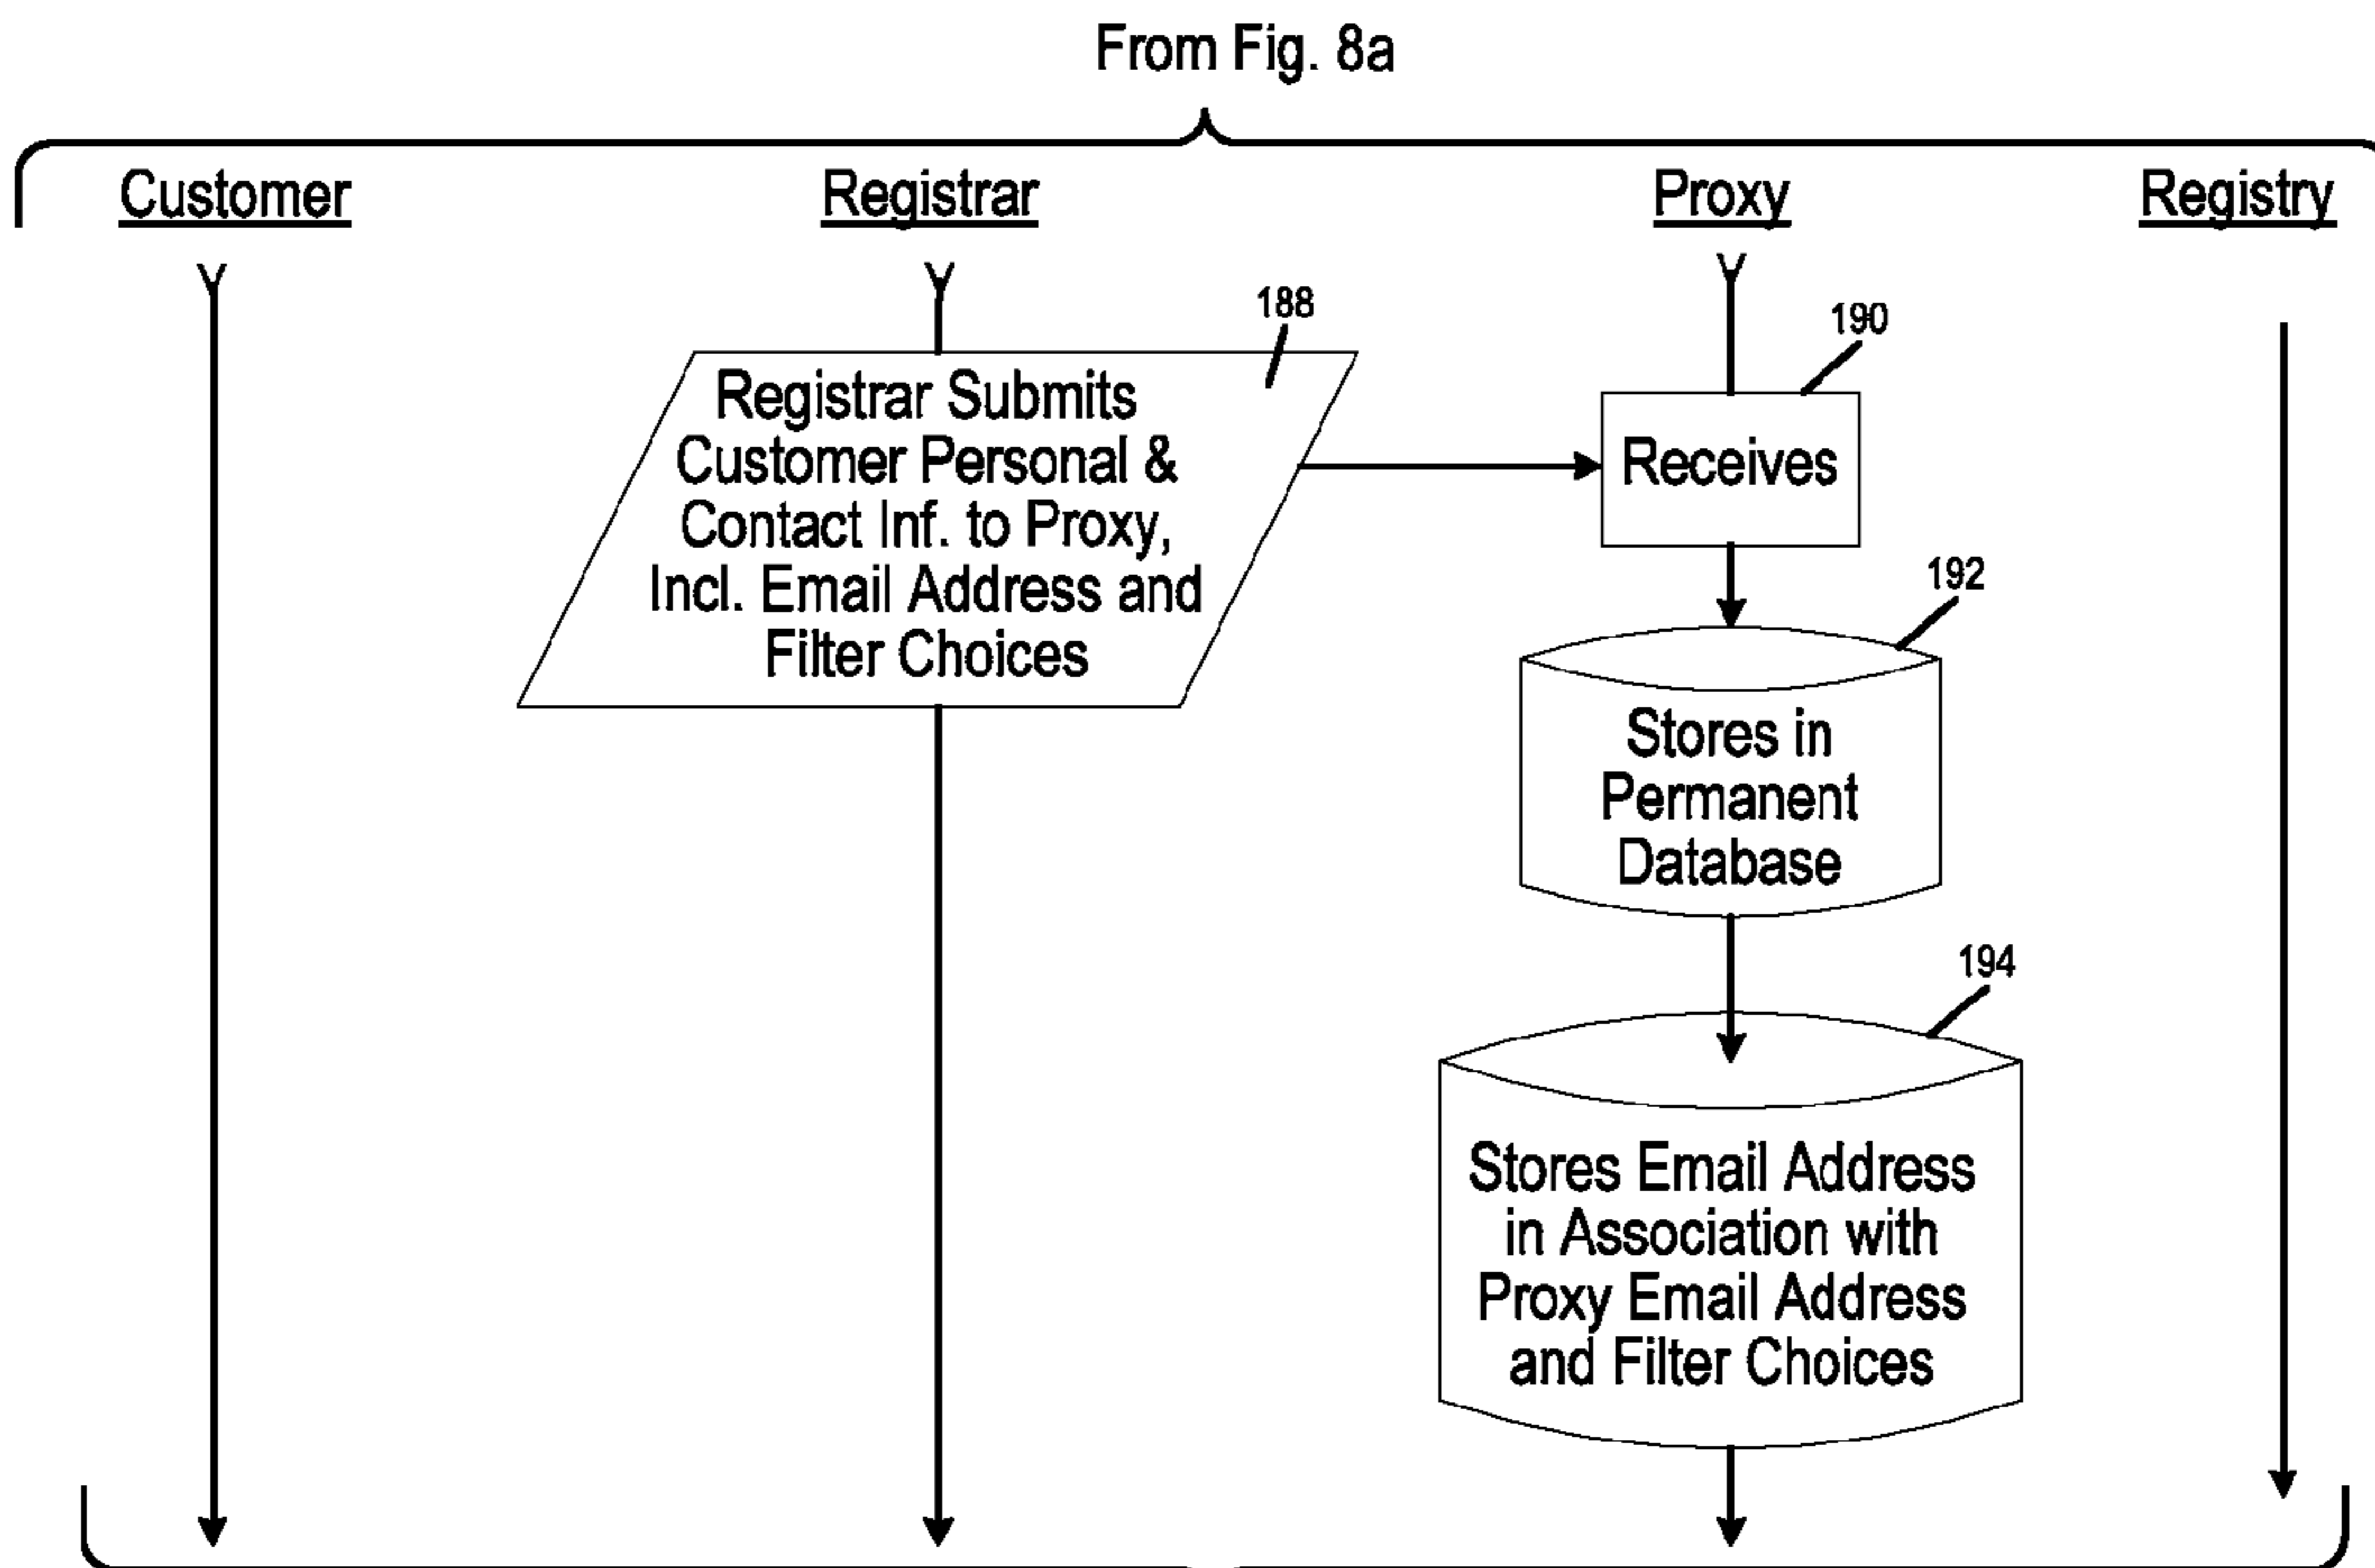 From Fig. 8a
Customer
Registrar
Proxy
Registry
188
190
Registrar Submits
Customer Personal &
Contact Inf. to Proxy,
Incl. Email Address and
Filter Choices
Receives
192
Stores in
Permanent
Database
194
Stores Email Address
in Association with
Proxy Email Address
and Filter Choices